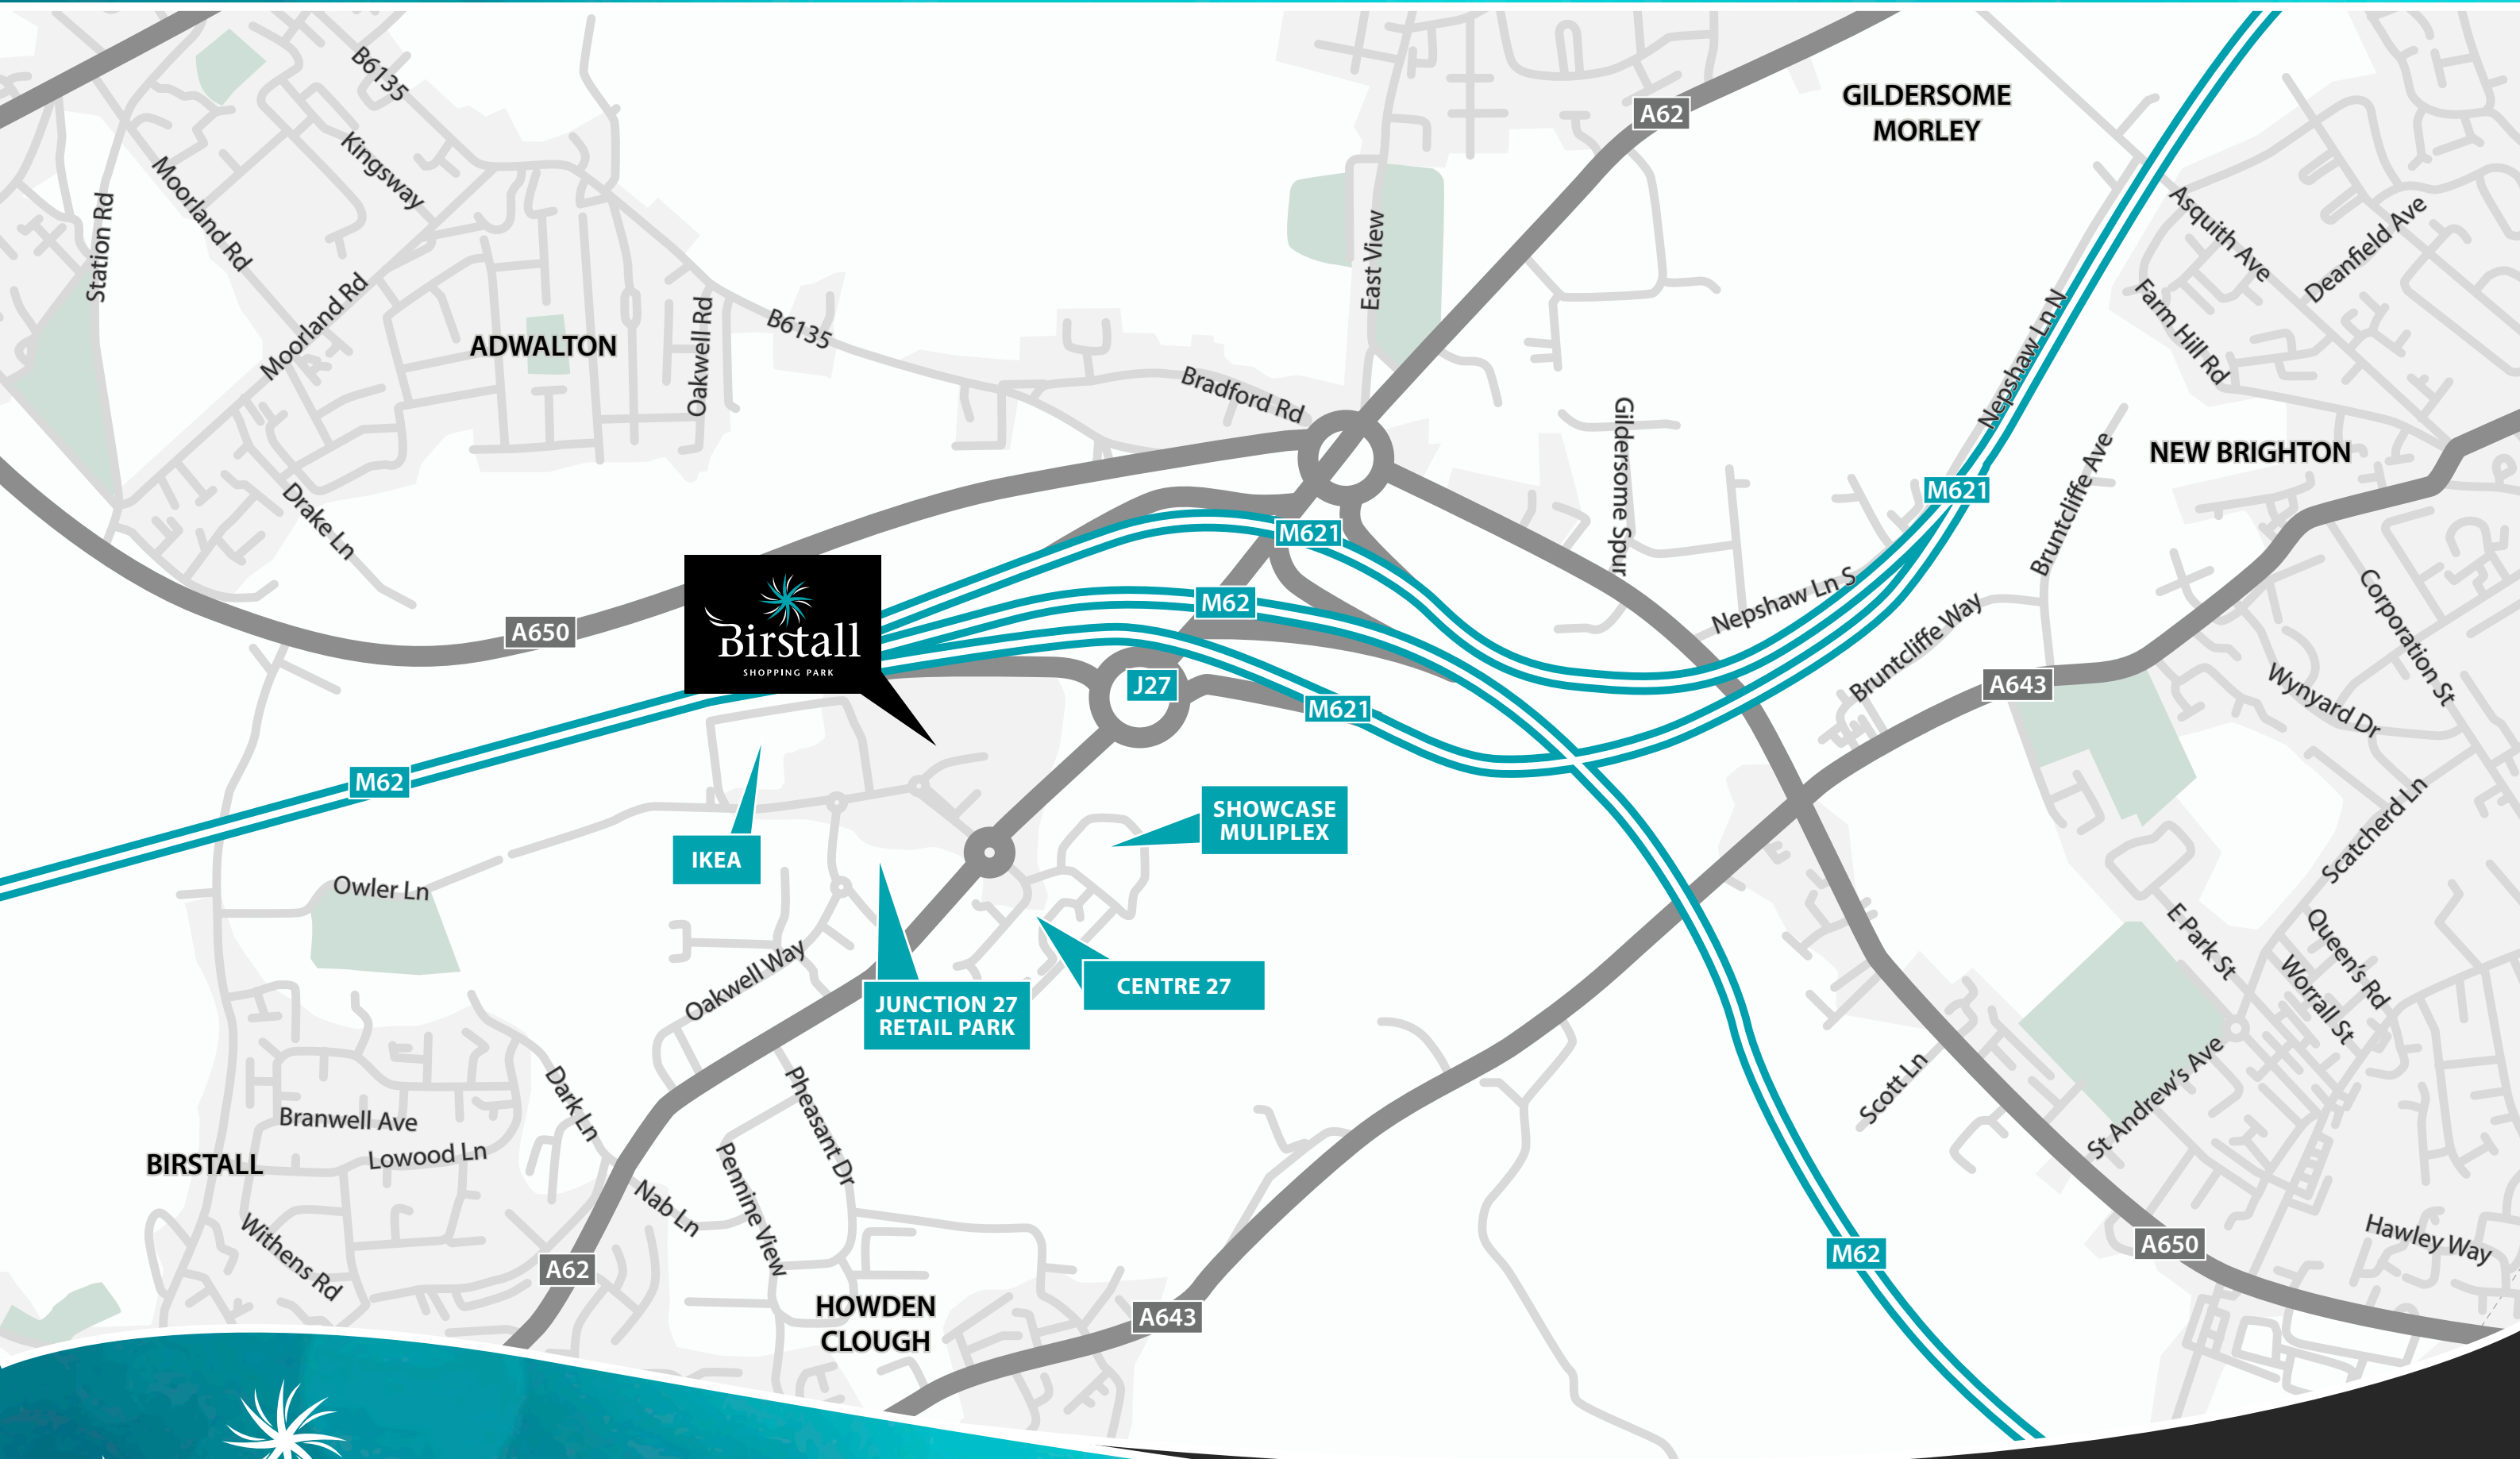 B6135
A62
GILDERSOME
MORLEY
Kingsway
Moorland Rd
Station Rd
East View
Asquith Ave
Deanfield Ave
Moorland Rd
ADWALTON
Oakwell Rd
B6135
Bradford Rd
Nepshaw Ln N
Farm Hill Rd
Gildersome Spur
NEW BRIGHTON
M621
Bruntcliffe Ave
Drake Ln
M621
M62
A650
Birstall
SHOPPING PARK
Nepshaw Ln S
Bruntcliffe Way
Corporation St
J27
M621
A643
Wynyard Dr
M62
IKEA
SHOWCASE
MULIPLEX
Scatcherd Ln
Owler Ln
E Park St
Queen's Rd
Worrall St
Oakwell Way
JUNCTION 27
RETAIL PARK
CENTRE 27
Dark Ln
Pheasant Dr
Scott Ln
St Andrew's Ave
Branwell Ave
Lowood Ln
BIRSTALL
Pennine View
Nab Ln
Withens Rd
A62
M62
A650
Hawley Way
HOWDEN
CLOUGH
A643